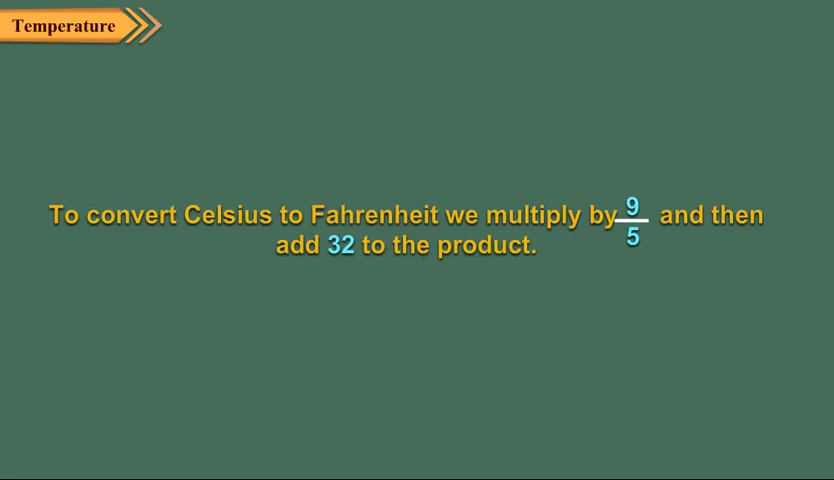 Temperature
To convert Celsius to Fahrenheit we multiply by 9/5 and then
add 32 to the product.